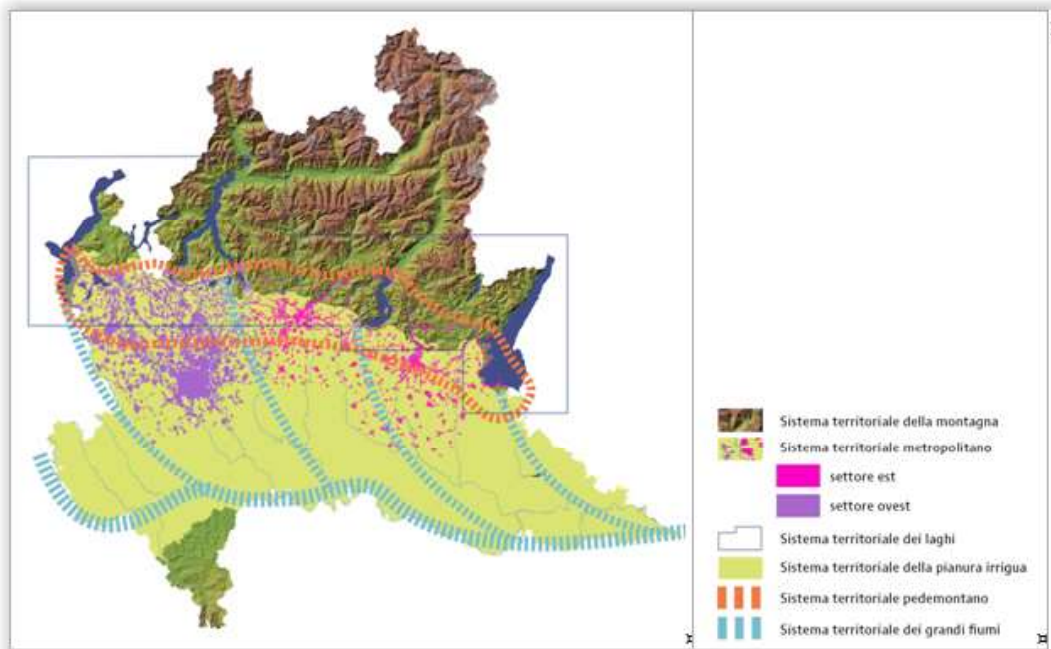 Sistema territoriale della montagna
Sistema territoriale metropolitano
settore est
settore ovest
Sistema territoriale dei laghi
Sistema territoriale della pianura irrigua
Sistema territoriale pedemontano
Sistema territoriale dei grandi fiumi
¤ ¤